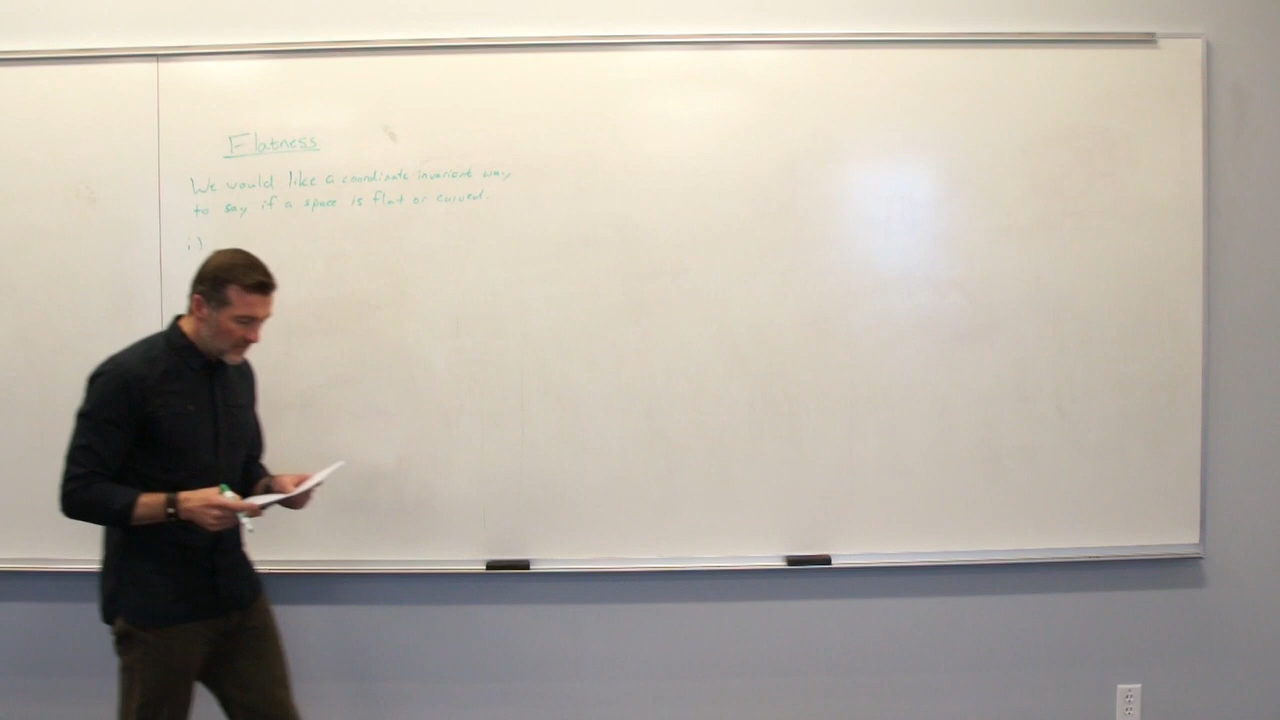 Flatness
We would like a coordinate invariant way
to say if a space is flat or curved.
i)